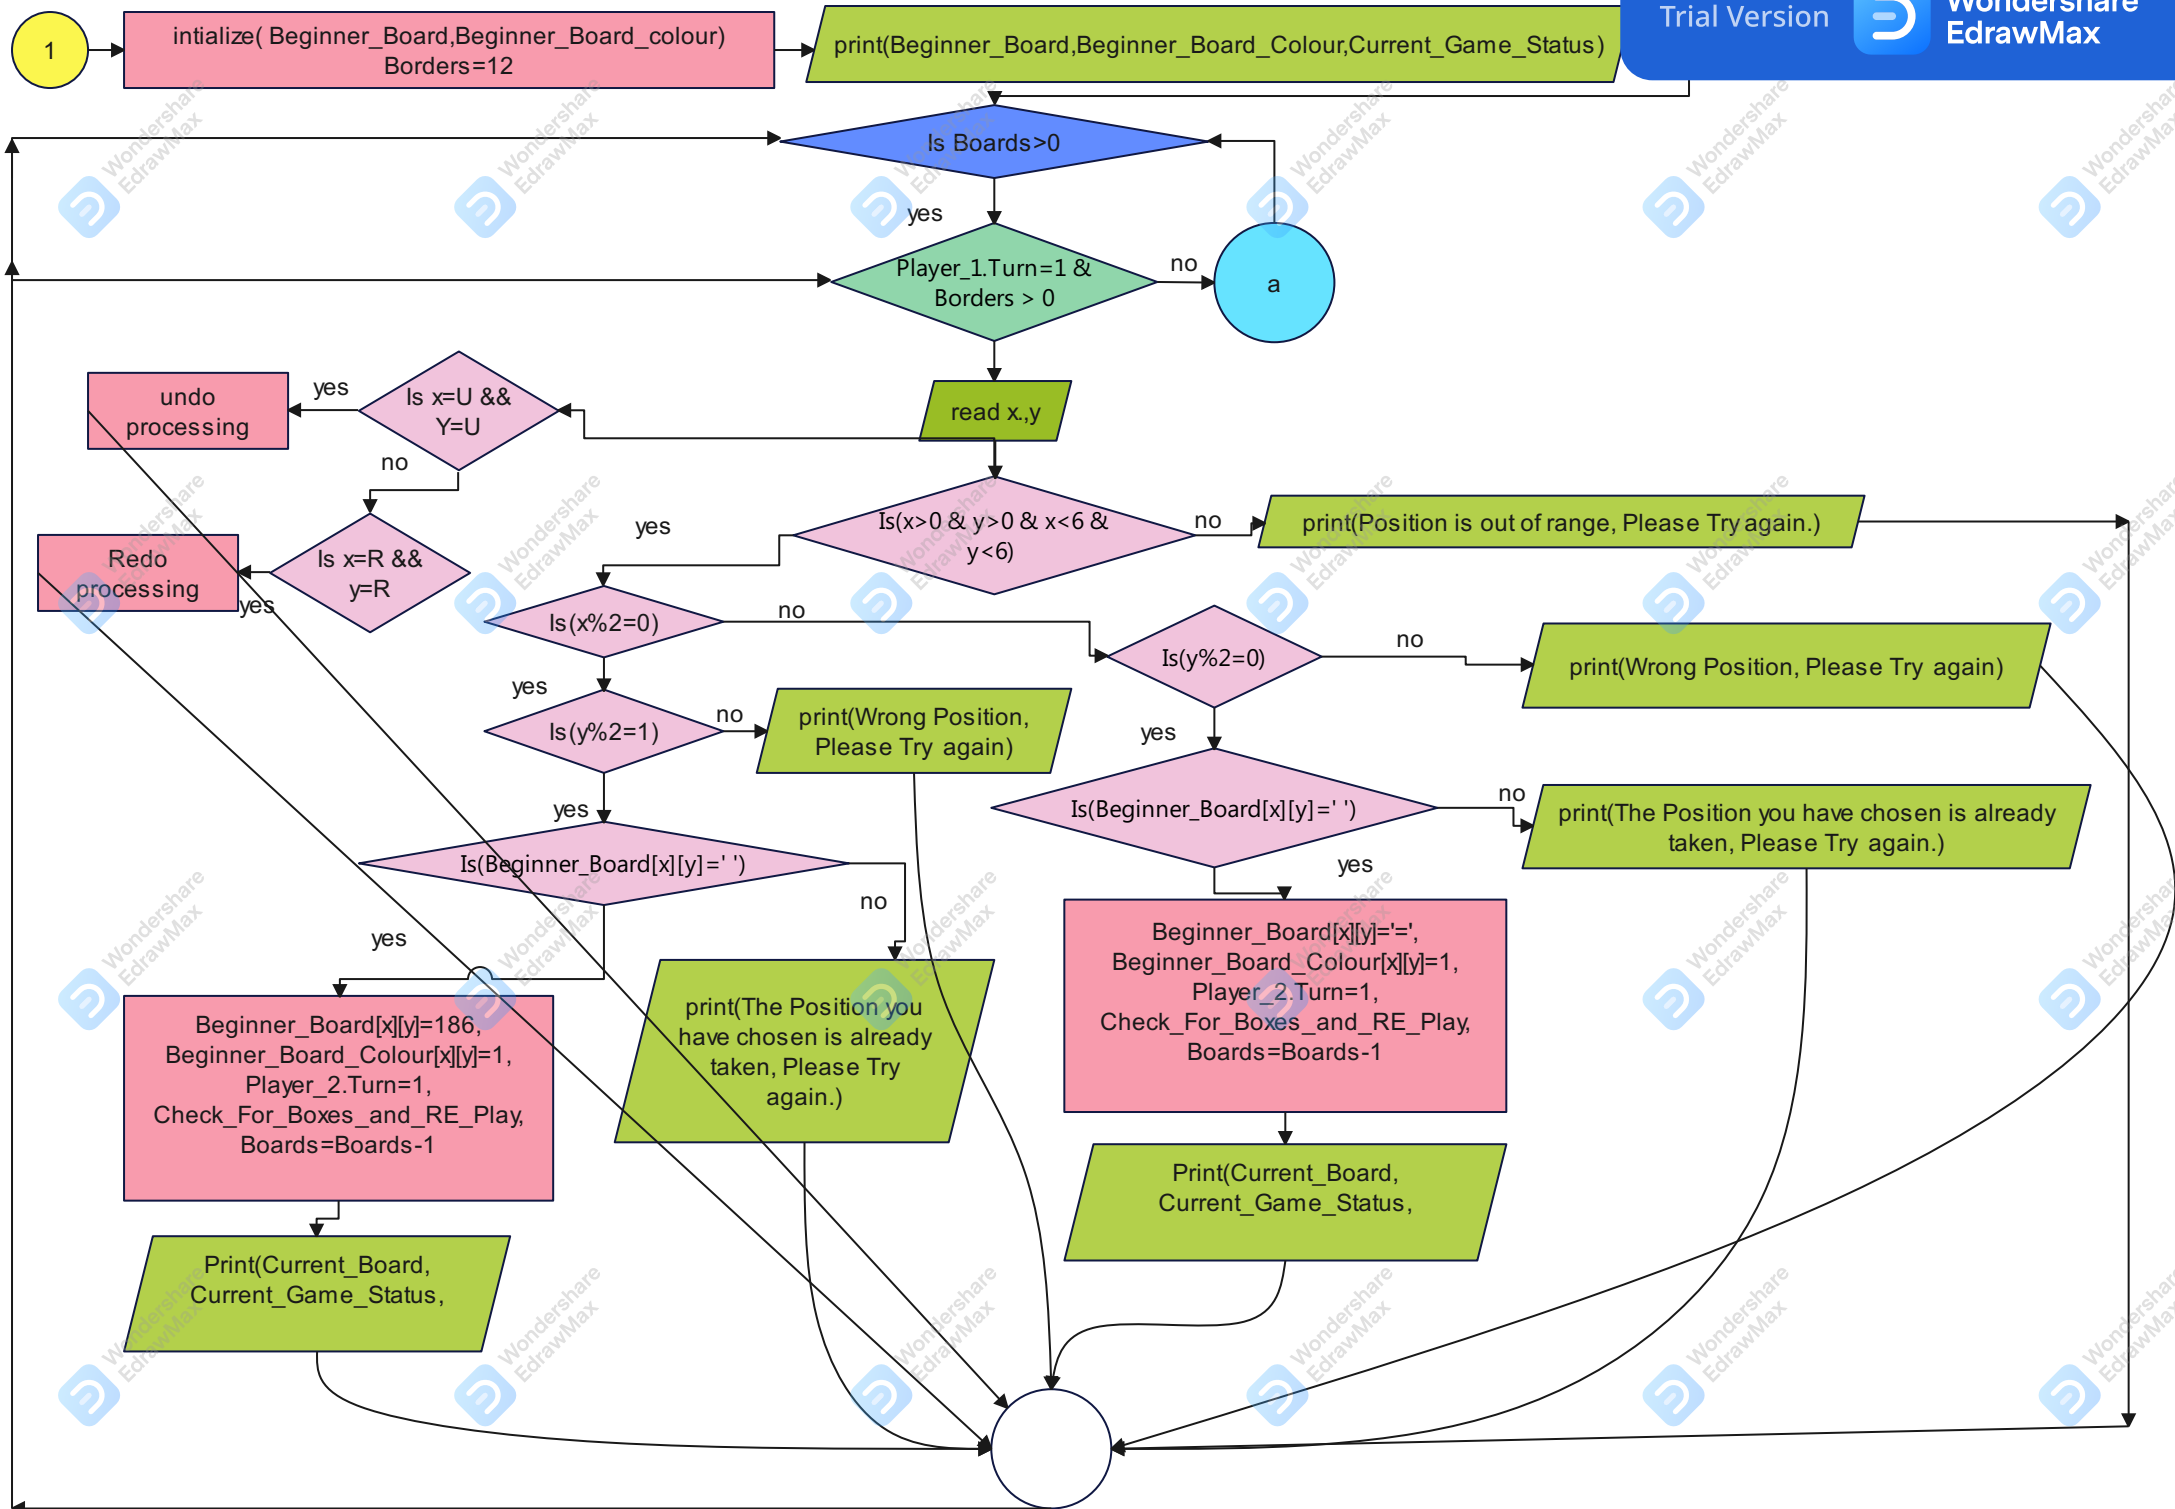 Trial Version
Wondershare
EdrawMax
1
intialize( Beginner_Board,Beginner_Board_colour)
Borders=12
print(Beginner_Board,Beginner_Board_Colour,Current_Game_Status)
Is Boards>0
yes
Player_1.Turn=1 &
Borders > 0
no
a
read x.,y
Is x=U &&
Y=U
yes
undo
processing
no
Is x=R &&
y=R
yes
Redo
processing
Is(x>0 & y>0 & x<6 &
y<6)
no
print(Position is out of range, Please Try again.)
yes
Is(x%2=0)
no
Is(y%2=0)
no
print(Wrong Position, Please Try again)
yes
Is(y%2=1)
no
print(Wrong Position,
Please Try again)
yes
Is(Beginner_Board[x][y]=' ')
no
print(The Position you have chosen is already
taken, Please Try again.)
yes
Is(Beginner_Board[x][y]=' ')
no
print(The Position you
have chosen is already
taken, Please Try
again.)
yes
Beginner_Board[x][y]='=',
Beginner_Board_Colour[x][y]=1,
Player_2.Turn=1,
Check_For_Boxes_and_RE_Play,
Boards=Boards-1
yes
Beginner_Board[x][y]=186,
Beginner_Board_Colour[x][y]=1,
Player_2.Turn=1,
Check_For_Boxes_and_RE_Play,
Boards=Boards-1
Print(Current_Board,
Current_Game_Status,
Print(Current_Board,
Current_Game_Status,